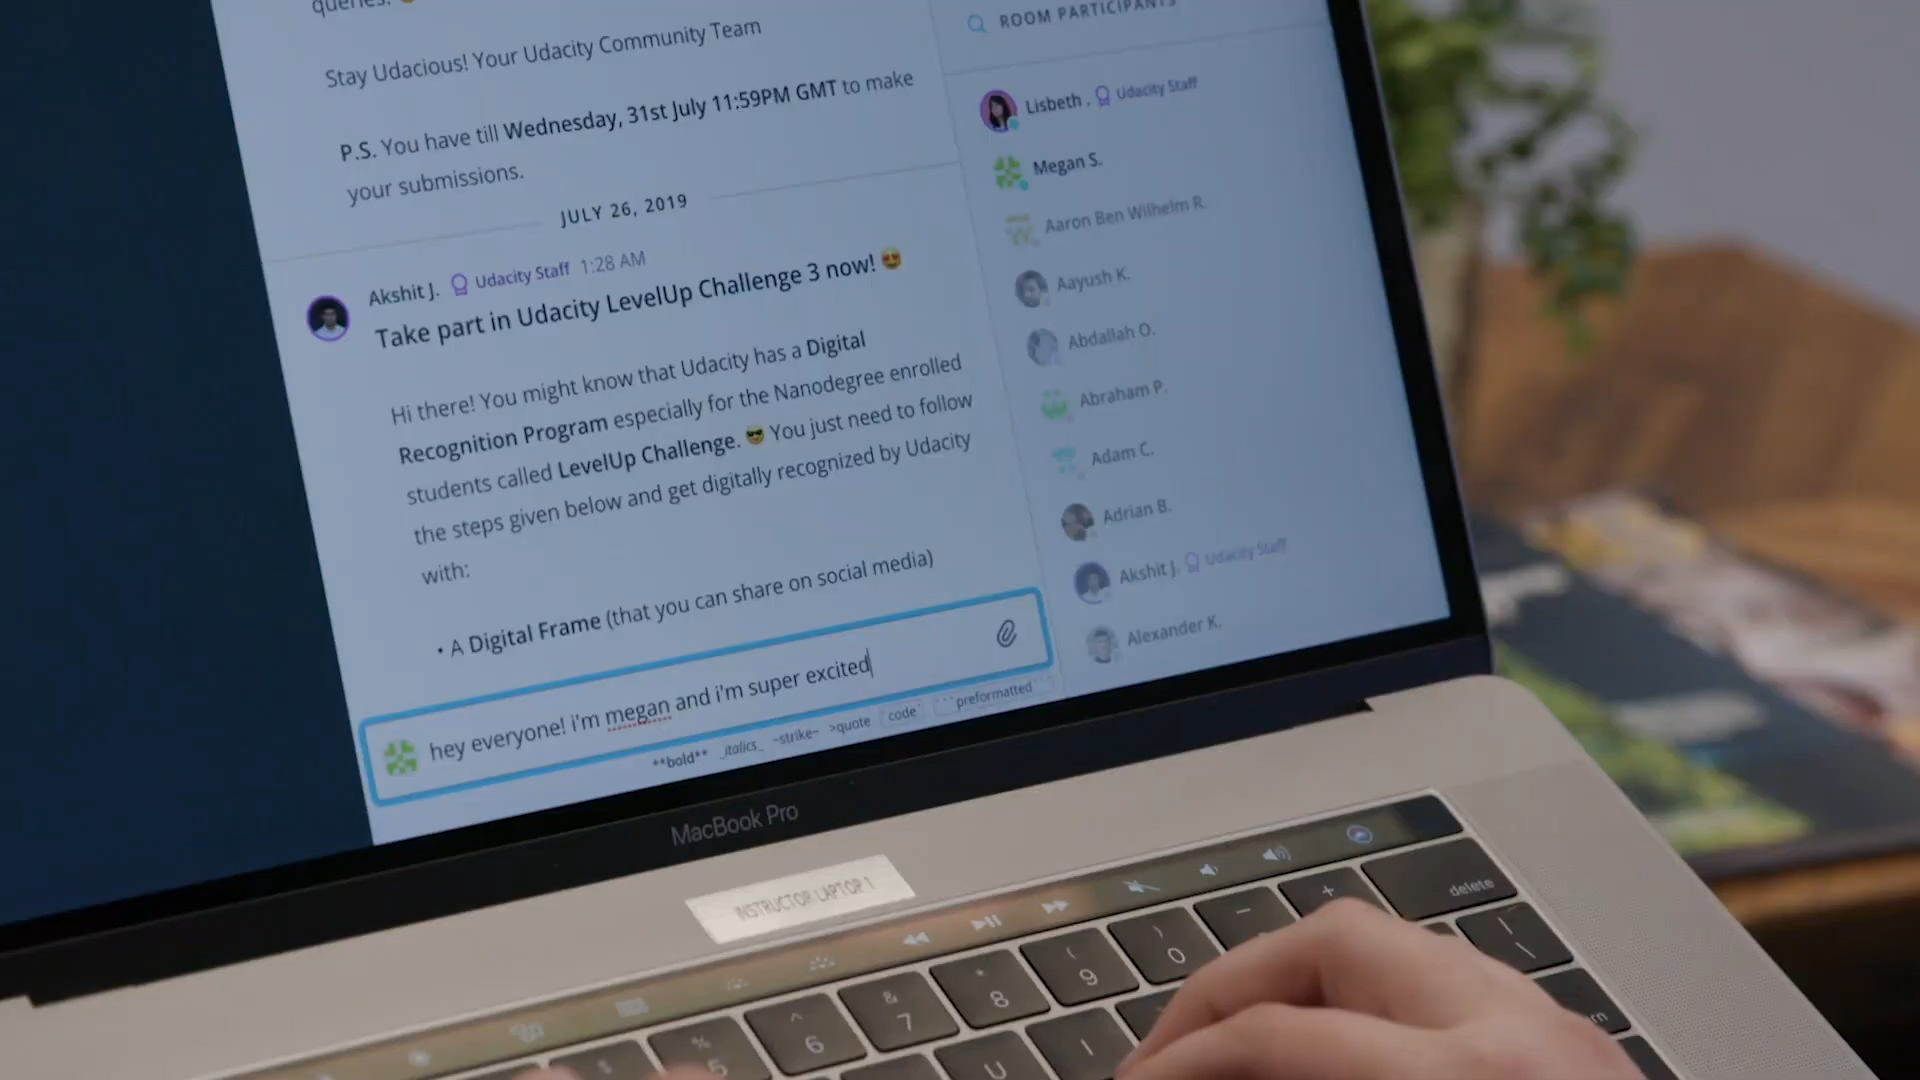 queries.
Stay Udacious! Your Udacity Community Team
P.S. You have till Wednesday, 31st July 11:59PM GMT to make
your submissions.
JULY 26, 2019
Akshit J. Udacity Staff 1:28 AM
Take part in Udacity LevelUp Challenge 3 now! 😍
Hi there! You might know that Udacity has a Digital
Recognition Program especially for the Nanodegree enrolled
students called LevelUp Challenge. 😎 You just need to follow
the steps given below and get digitally recognized by Udacity
with:
• A Digital Frame (that you can share on social media)
hey everyone! i'm megan and i'm super excited
**bold** _italics_ ~strike~ >quote `code` ```preformatted```
ROOM PARTICIPANTS
Lisbeth . Udacity Staff
Megan S.
Aaron Ben Wilhelm R.
Aayush K.
Abdallah O.
Abraham P.
Adam C.
Adrian B.
Akshit J. Udacity Staff
Alexander K.
MacBook Pro
INSTRUCTOR LAPTOP 1
delete
+
–
) 0
( 9
* 8
& 7
^ 6
% 5
$
| \
U
I